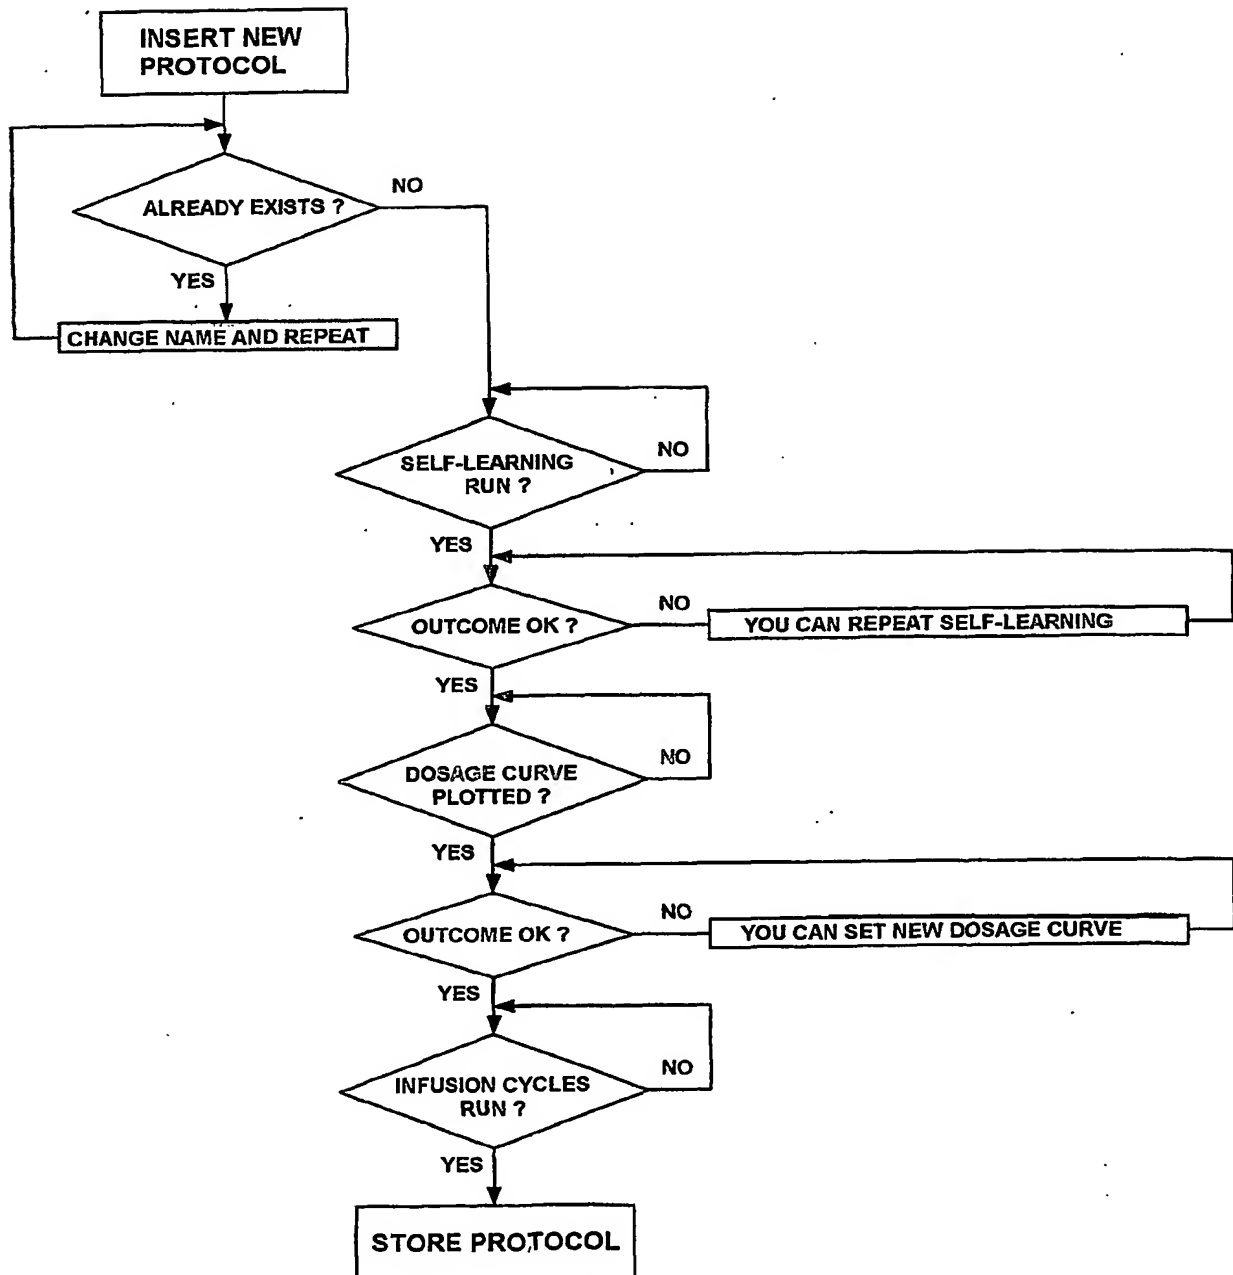 INSERT NEW
PROTOCOL
NO
ALREADY EXISTS ?
YES
CHANGE NAME AND REPEAT
NO
SELF-LEARNING
RUN ?
YES
NO
OUTCOME OK ?
YOU CAN REPEAT SELF-LEARNING
YES
NO
DOSAGE CURVE
PLOTTED ?
YES
NO
OUTCOME OK ?
YOU CAN SET NEW DOSAGE CURVE
YES
NO
INFUSION CYCLES
RUN ?
YES
STORE PROTOCOL